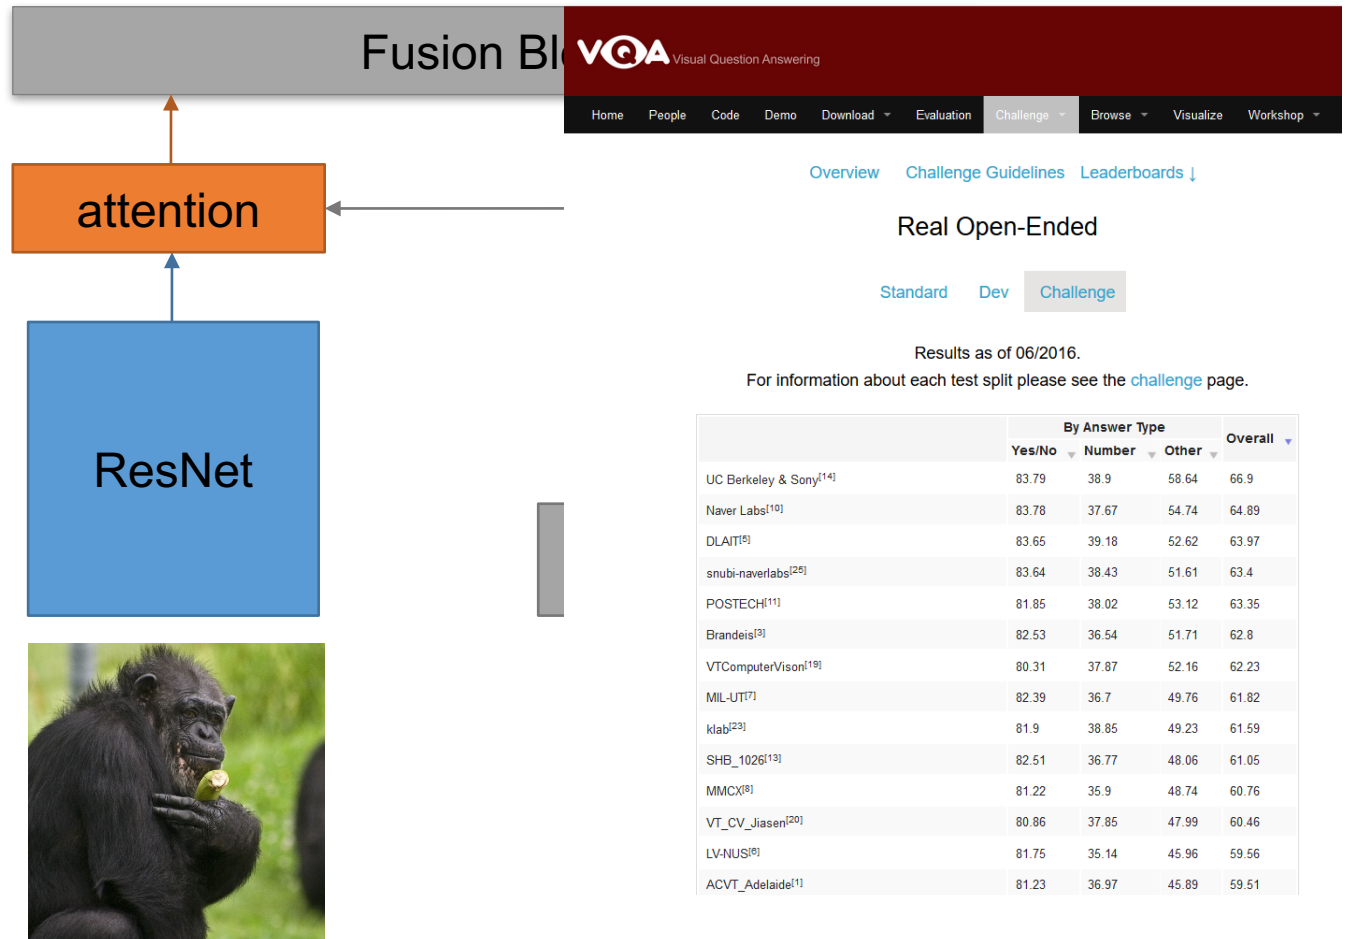 Fusion Bl
attention
ResNet
VQA Visual Question Answering
Home People Code Demo Download Evaluation Challenge Browse Visualize Workshop
Overview Challenge Guidelines Leaderboards ↓
Real Open-Ended
Standard Dev Challenge
Results as of 06/2016.
For information about each test split please see the challenge page.
By Answer Type Overall
Yes/No Number Other
UC Berkeley & Sony[14] 83.79 38.9 58.64 66.9
Naver Labs[10] 83.78 37.67 54.74 64.89
DLAIT[5] 83.65 39.18 52.62 63.97
snubi-naverlabs[25] 83.64 38.43 51.61 63.4
POSTECH[11] 81.85 38.02 53.12 63.35
Brandeis[3] 82.53 36.54 51.71 62.8
VTComputerVison[19] 80.31 37.87 52.16 62.23
MIL-UT[7] 82.39 36.7 49.76 61.82
klab[23] 81.9 38.85 49.23 61.59
SHB_1026[13] 82.51 36.77 48.06 61.05
MMCX[8] 81.22 35.9 48.74 60.76
VT_CV_Jiasen[20] 80.86 37.85 47.99 60.46
LV-NUS[6] 81.75 35.14 45.96 59.56
ACVT_Adelaide[1] 81.23 36.97 45.89 59.51